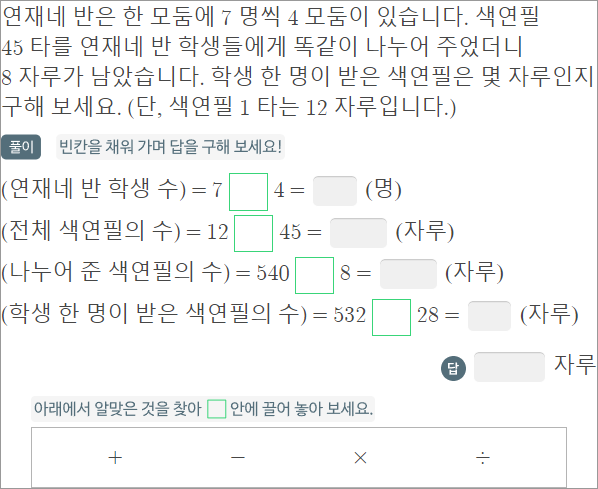 연재네 반은 한 모둠에 7 명씩 4 모둠이 있습니다. 색연필
45 타를 연재네 반 학생들에게 똑같이 나누어 주었더니
8 자루가 남았습니다. 학생 한 명이 받은 색연필은 몇 자루인지
구해 보세요. (단, 색연필 1 타는 12 자루입니다.)
풀이 빈칸을 채워 가며 답을 구해 보세요!
(연재네 반 학생 수) = 7 4 = (명)
(전체 색연필의 수) = 12 45 = (자루)
(나누어 준 색연필의 수) = 540 8 = (자루)
(학생 한 명이 받은 색연필의 수) = 532 28 = (자루)
답 자루
아래에서 알맞은 것을 찾아 안에 끌어 놓아 보세요.
+ − × ÷